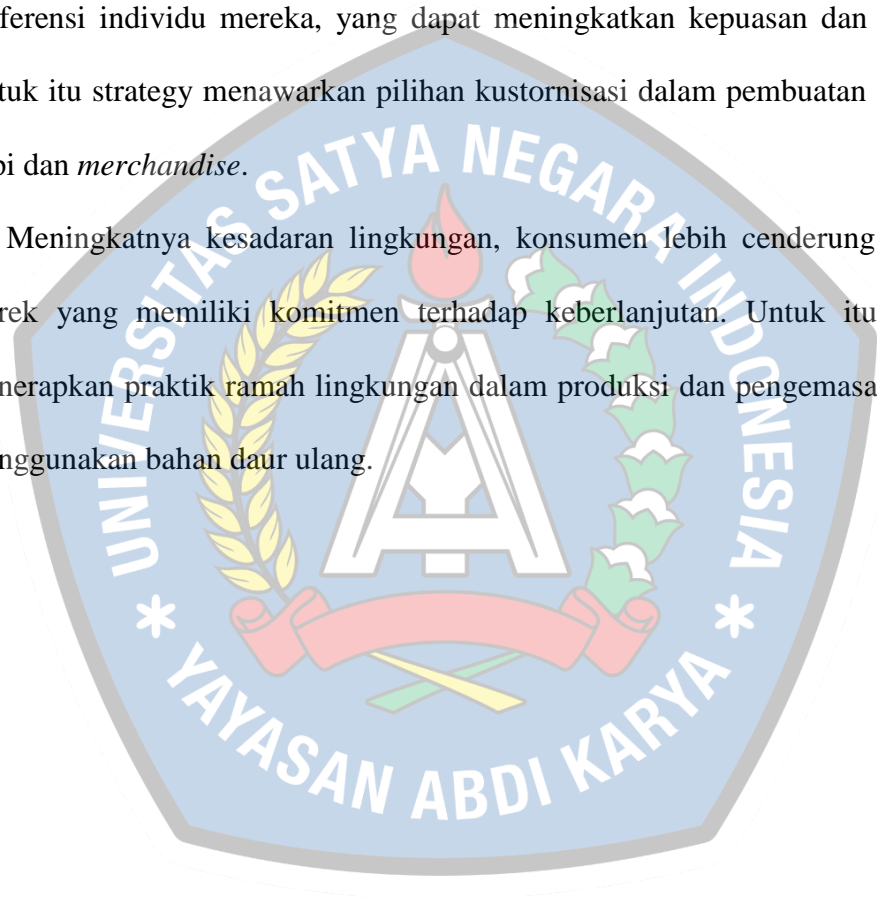 ferensi individu mereka, yang dapat meningkatkan kepuasan dan
tuk itu strategy menawarkan pilihan kustornisasi dalam pembuatan
pi dan merchandise.
Meningkatnya kesadaran lingkungan, konsumen lebih cenderung
rek yang memiliki komitmen terhadap keberlanjutan. Untuk itu
nerapkan praktik ramah lingkungan dalam produksi dan pengemasa
nggunakan bahan daur ulang.
UNIVERSITAS SATYA NEGARA INDONESIA
* YAYASAN ABDI KARYA *